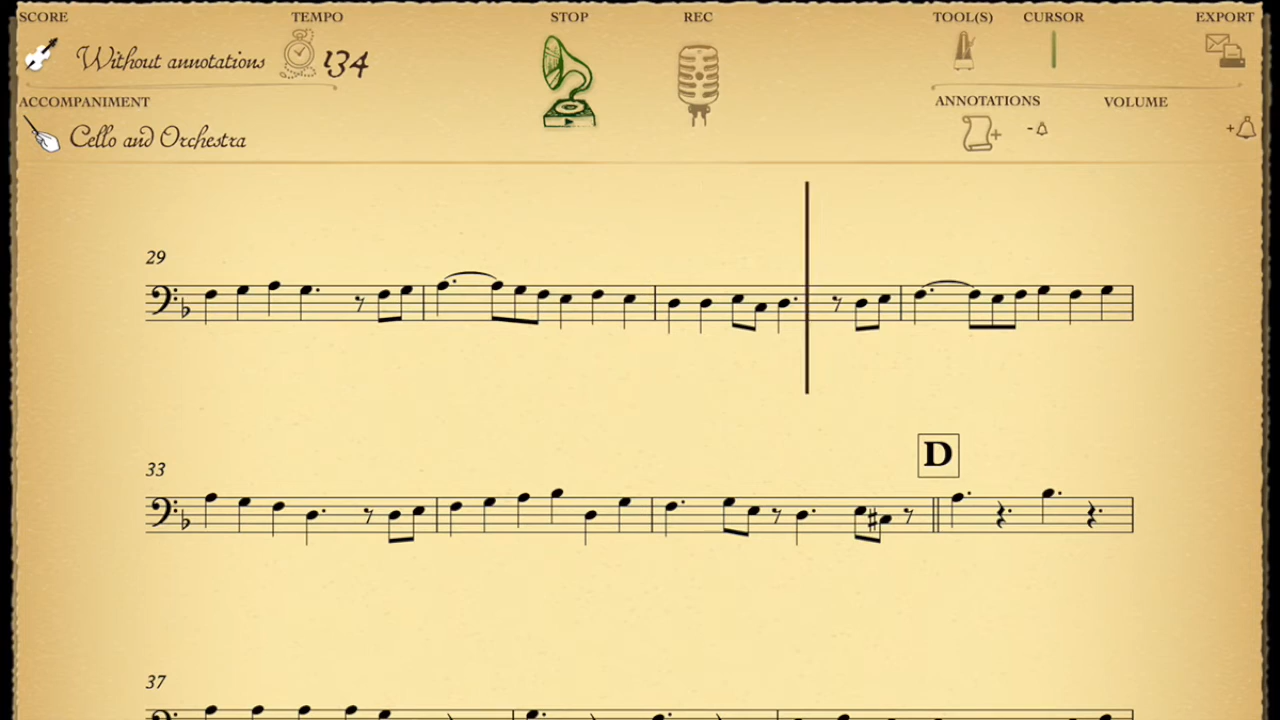 SCORE
TEMPO
STOP
REC
TOOL(S)
CURSOR
EXPORT
Without annotations
134
ACCOMPANIMENT
ANNOTATIONS
VOLUME
Cello and Orchestra
+
-
+
29
D
33
37